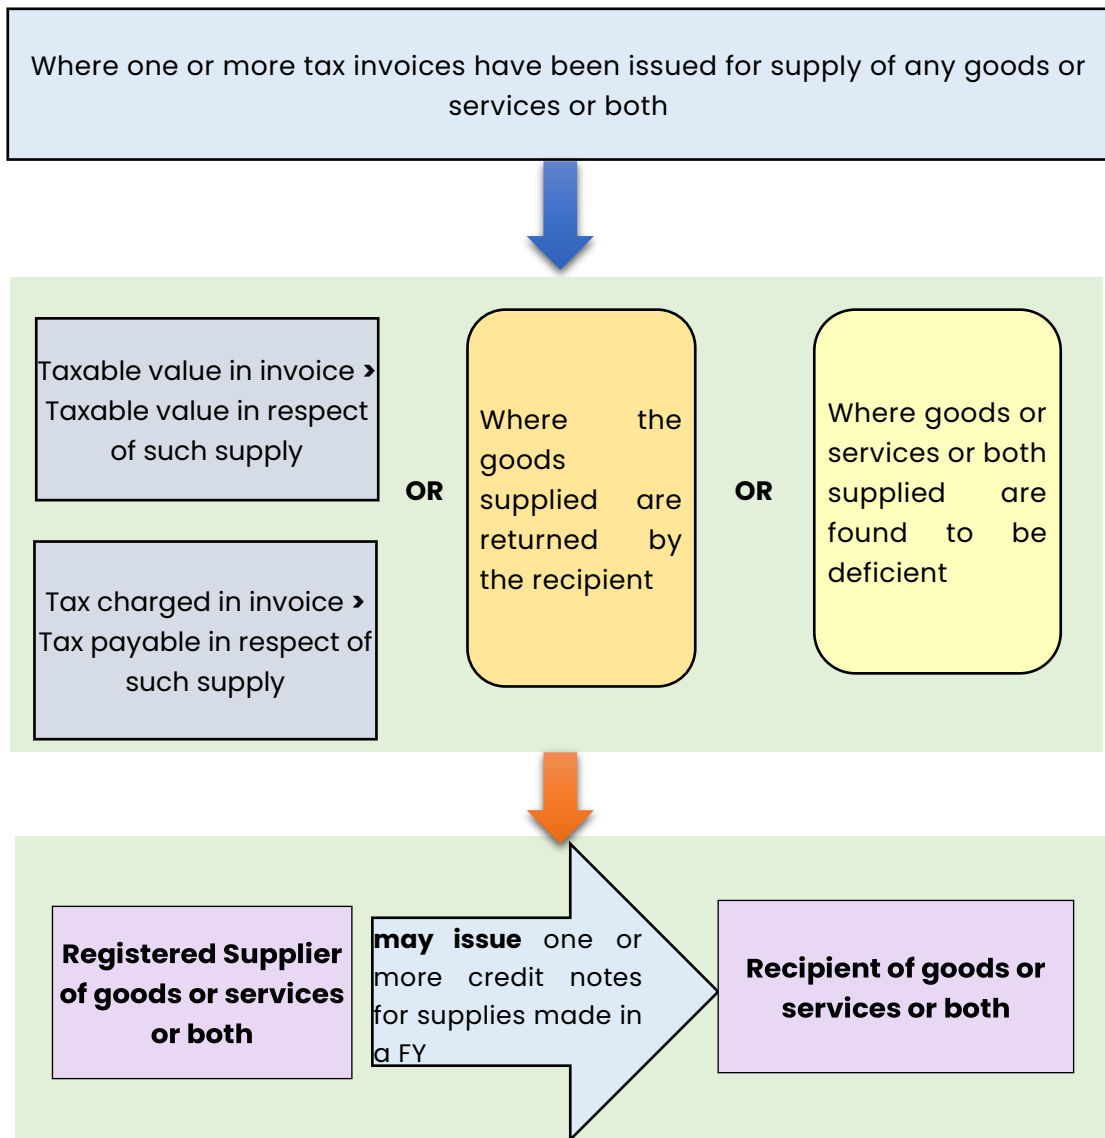 Where one or more tax invoices have been issued for supply of any goods or
services or both
Taxable value in invoice >
Taxable value in respect
of such supply
Tax charged in invoice >
Tax payable in respect of
such supply
OR
Where the
goods
supplied are
returned by
the recipient
OR
Where goods or
services or both
supplied are
found to be
deficient
Registered Supplier
of goods or services
or both
may issue one or
more credit notes
for supplies made in
a FY
Recipient of goods or
services or both